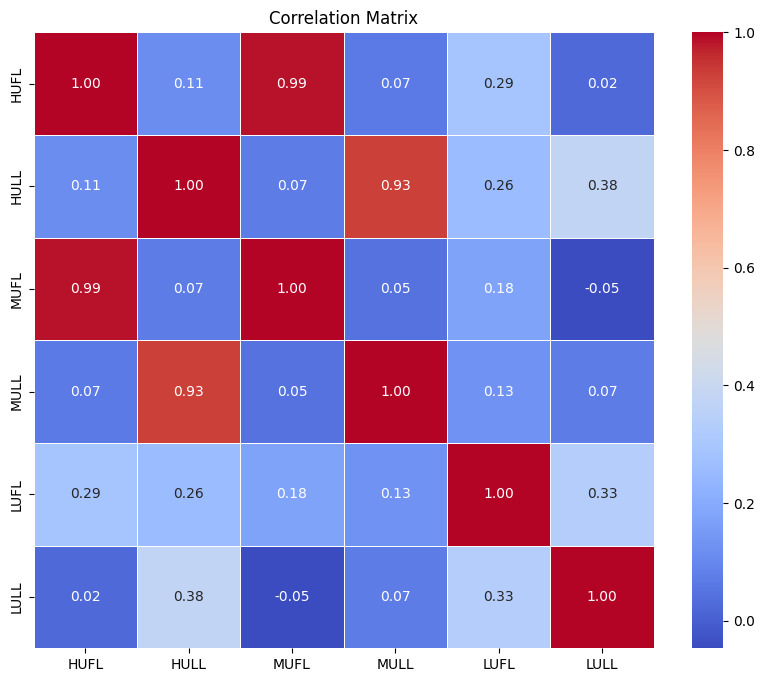 Correlation Matrix
HUFL 1.00 0.11 0.99 0.07 0.29 0.02
HULL 0.11 1.00 0.07 0.93 0.26 0.38
MUFL 0.99 0.07 1.00 0.05 0.18 -0.05
MULL 0.07 0.93 0.05 1.00 0.13 0.07
LUFL 0.29 0.26 0.18 0.13 1.00 0.33
LULL 0.02 0.38 -0.05 0.07 0.33 1.00
HUFL HULL MUFL MULL LUFL LULL
1.0
0.8
0.6
0.4
0.2
0.0